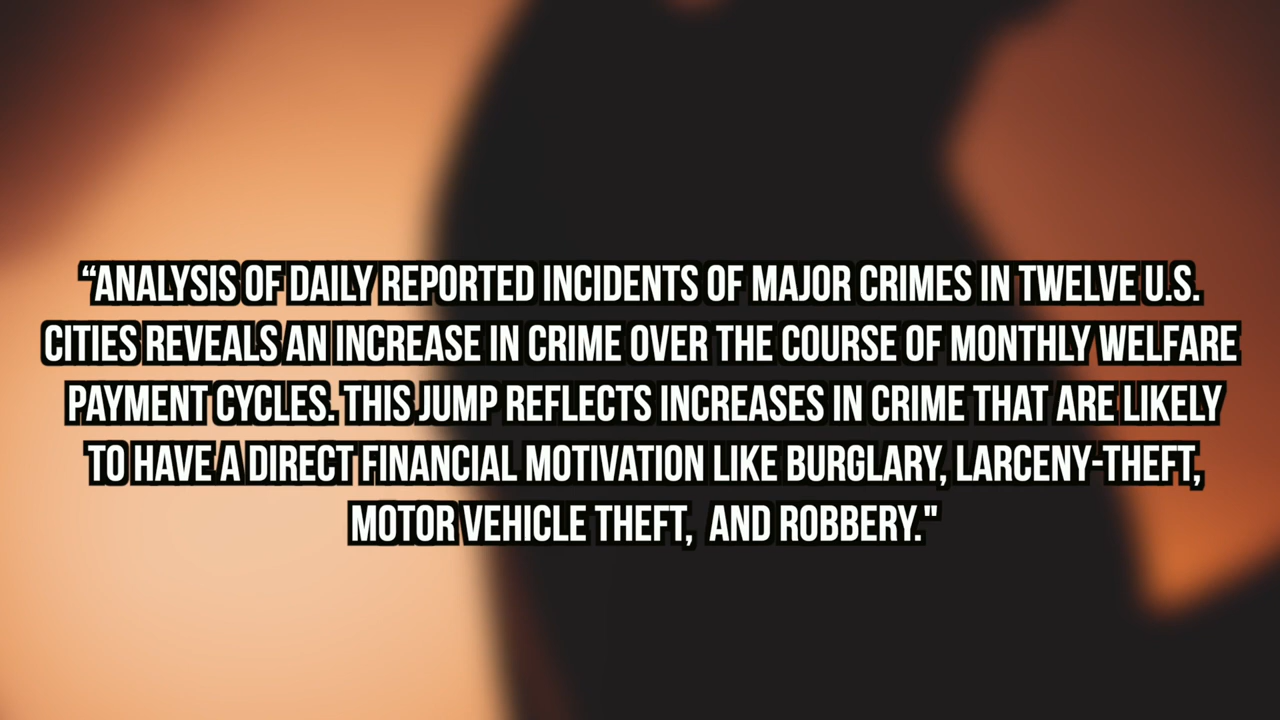 “ANALYSIS OF DAILY REPORTED INCIDENTS OF MAJOR CRIMES IN TWELVE U.S.
CITIES REVEALS AN INCREASE IN CRIME OVER THE COURSE OF MONTHLY WELFARE
PAYMENT CYCLES. THIS JUMP REFLECTS INCREASES IN CRIME THAT ARE LIKELY
TO HAVE A DIRECT FINANCIAL MOTIVATION LIKE BURGLARY, LARCENY-THEFT,
MOTOR VEHICLE THEFT,  AND ROBBERY."